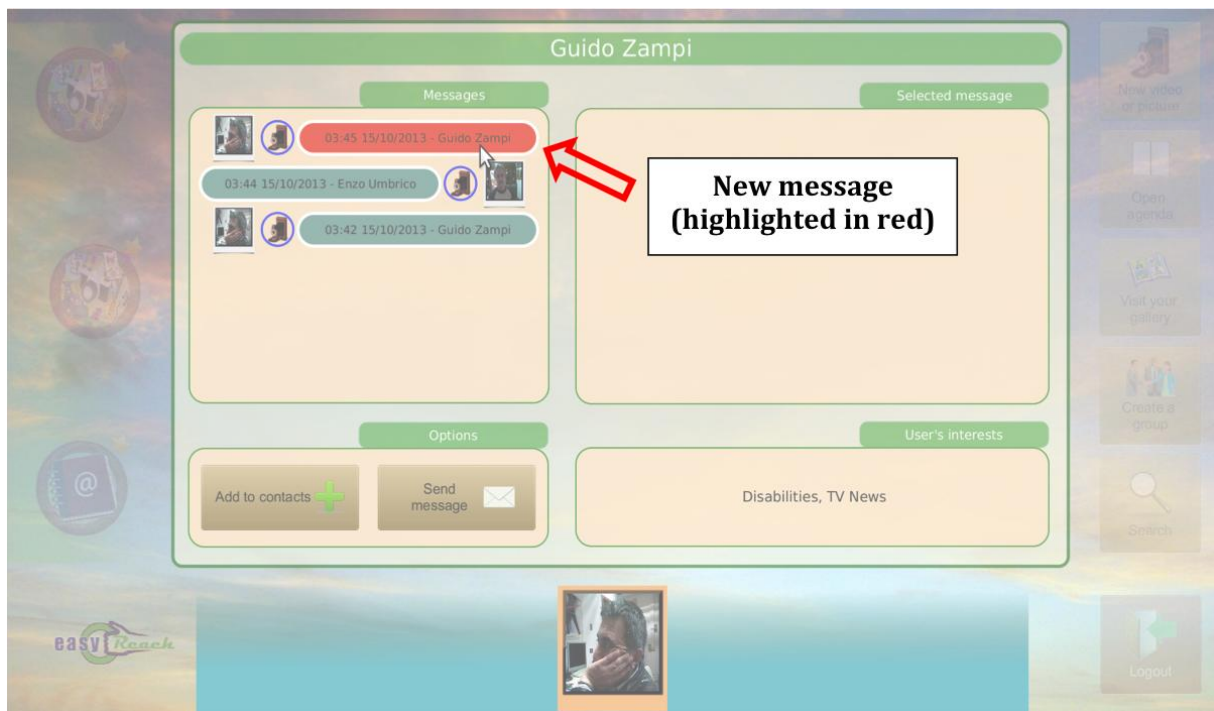 Guido Zampi
Messages
Selected message
03:45 15/10/2013 - Guido Zampi
03:44 15/10/2013 - Enzo Umbrico
03:42 15/10/2013 - Guido Zampi
New message
(highlighted in red)
Options
User's interests
Add to contacts
Send
message
Disabilities, TV News
New video
or picture
Open
agenda
Visit your
gallery
Create a
group
Search
Logout
easy Reach
@